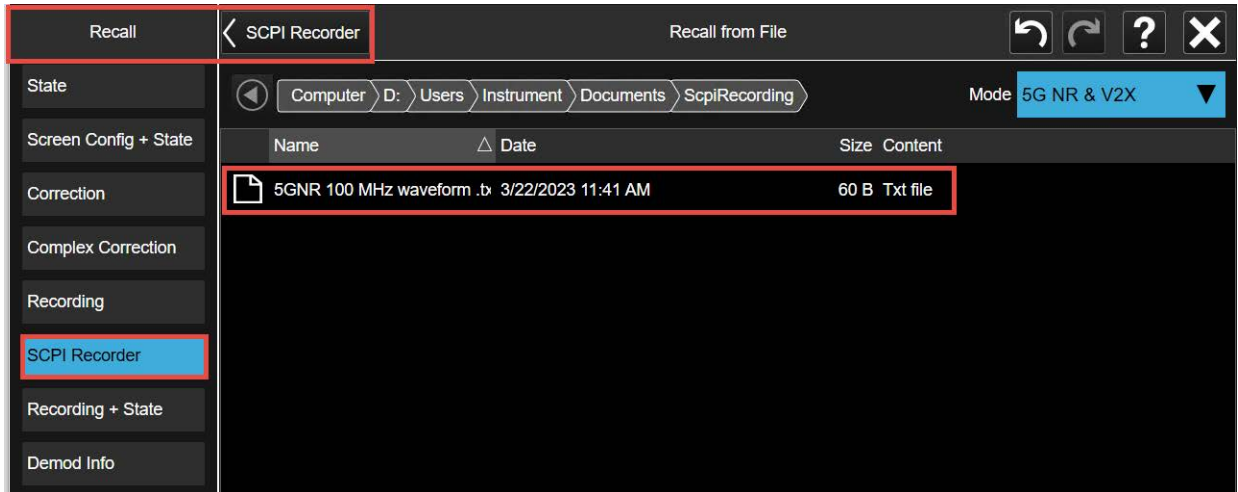 Recall
SCPI Recorder
Recall from File
?
State
Screen Config + State
Correction
Complex Correction
Recording
SCPI Recorder
Recording + State
Demod Info
Computer D: Users Instrument Documents ScpiRecording
Mode 5G NR & V2X
Name Date Size Content
5GNR 100 MHz waveform .tx 3/22/2023 11:41 AM 60 B Txt file